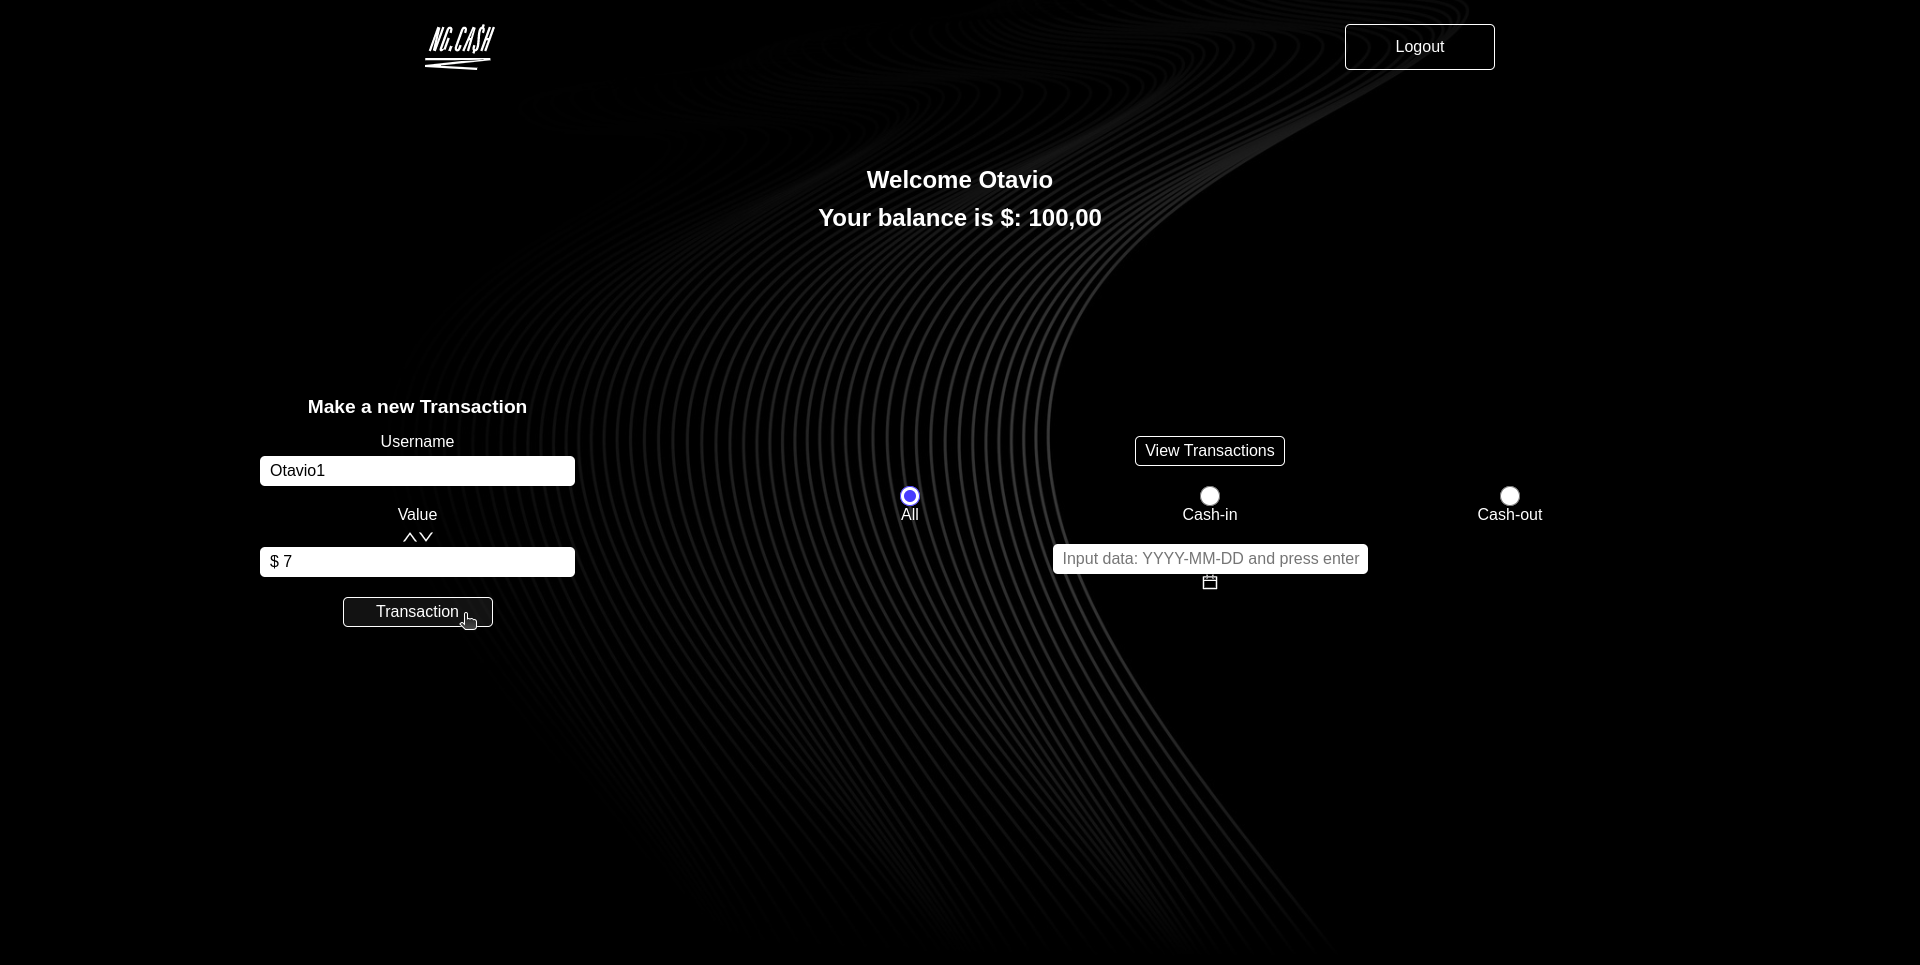 NG.CASH
Logout
Welcome Otavio
Your balance is $: 100,00
Make a new Transaction
Username
Otavio1
Value
$ 7
Transaction
View Transactions
All
Cash-in
Cash-out
Input data: YYYY-MM-DD and press enter